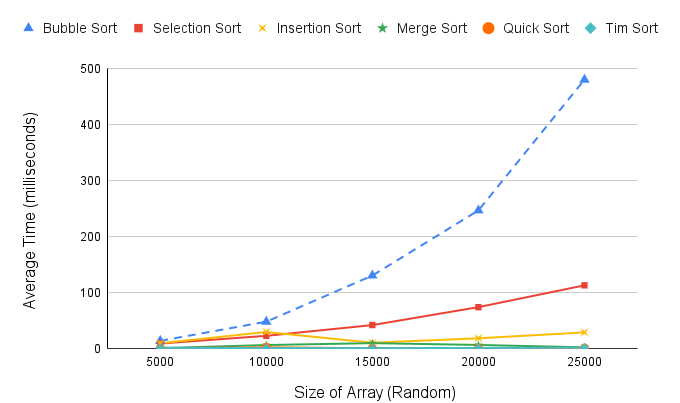 Bubble Sort Selection Sort Insertion Sort Merge Sort Quick Sort Tim Sort
Average Time (milliseconds)
500
400
300
200
100
0
5000 10000 15000 20000 25000
Size of Array (Random)